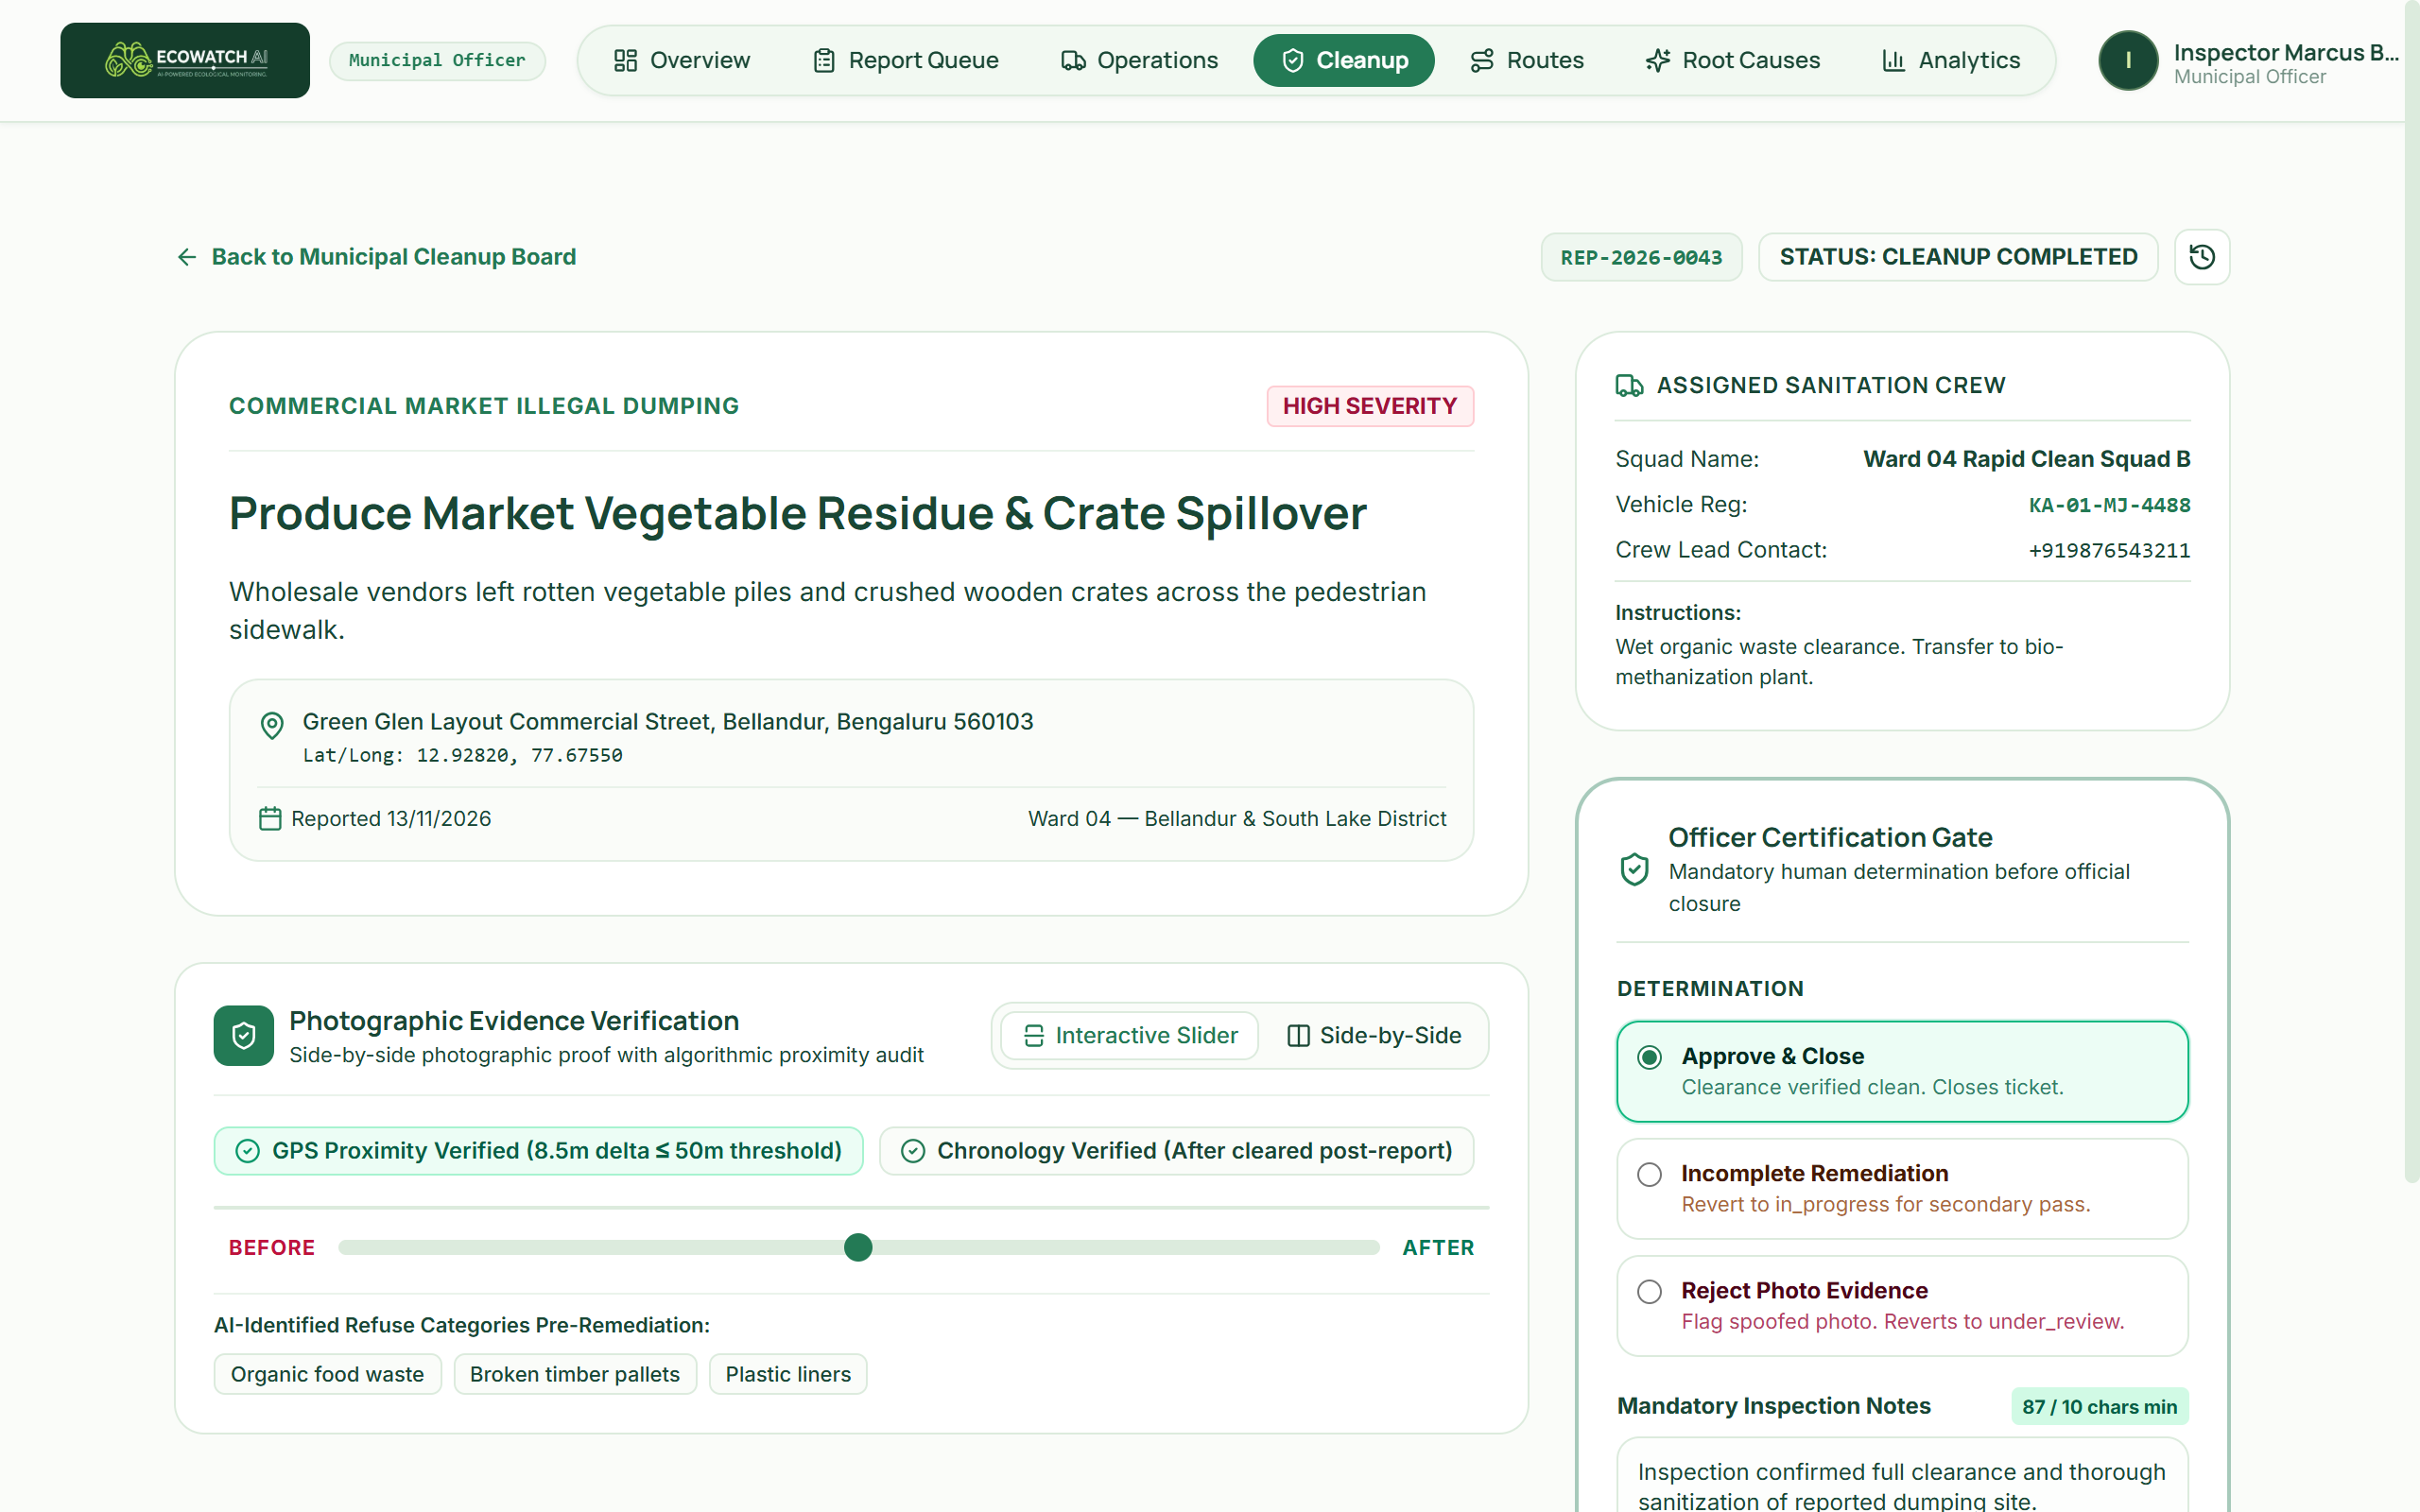 ECOWATCH AI
AI-POWERED ECOLOGICAL MONITORING.
Municipal Officer
Overview
Report Queue
Operations
Cleanup
Routes
Root Causes
Analytics
I
Inspector Marcus B...
Municipal Officer
Back to Municipal Cleanup Board
REP-2026-0043
STATUS: CLEANUP COMPLETED
COMMERCIAL MARKET ILLEGAL DUMPING
HIGH SEVERITY
Produce Market Vegetable Residue & Crate Spillover
Wholesale vendors left rotten vegetable piles and crushed wooden crates across the pedestrian
sidewalk.
Green Glen Layout Commercial Street, Bellandur, Bengaluru 560103
Lat/Long: 12.92820, 77.67550
Reported 13/11/2026
Ward 04 — Bellandur & South Lake District
Photographic Evidence Verification
Side-by-side photographic proof with algorithmic proximity audit
Interactive Slider
Side-by-Side
GPS Proximity Verified (8.5m delta ≤ 50m threshold)
Chronology Verified (After cleared post-report)
BEFORE
AFTER
AI-Identified Refuse Categories Pre-Remediation:
Organic food waste
Broken timber pallets
Plastic liners
ASSIGNED SANITATION CREW
Squad Name:
Ward 04 Rapid Clean Squad B
Vehicle Reg:
KA-01-MJ-4488
Crew Lead Contact:
+919876543211
Instructions:
Wet organic waste clearance. Transfer to bio-
methanization plant.
Officer Certification Gate
Mandatory human determination before official
closure
DETERMINATION
Approve & Close
Clearance verified clean. Closes ticket.
Incomplete Remediation
Revert to in_progress for secondary pass.
Reject Photo Evidence
Flag spoofed photo. Reverts to under_review.
Mandatory Inspection Notes
87 / 10 chars min
Inspection confirmed full clearance and thorough
sanitization of reported dumping site.